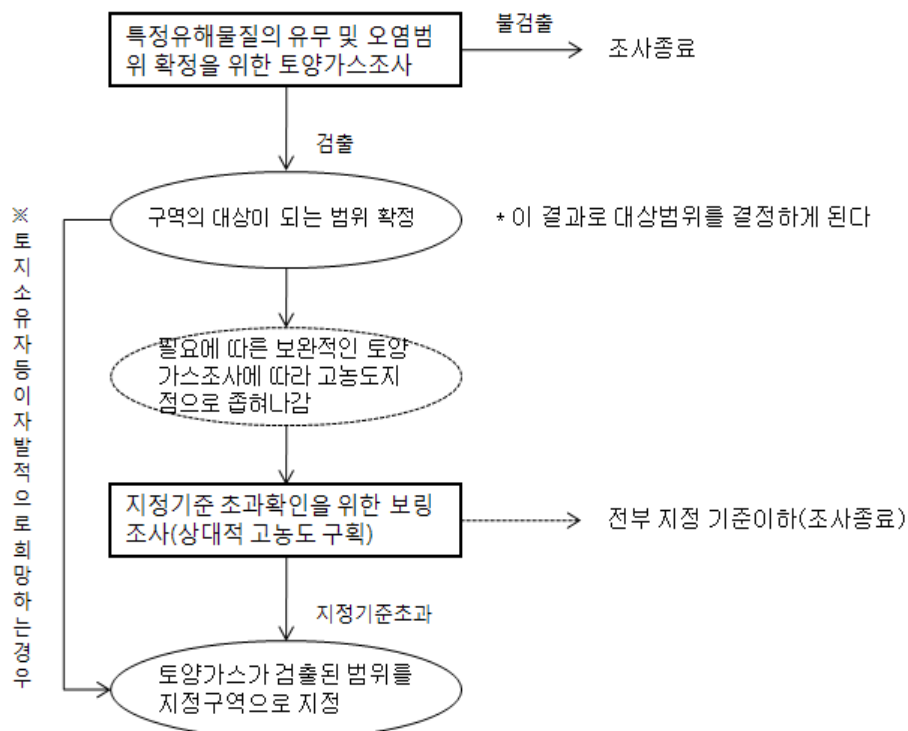 특정유해물질의 유무 및 오염범
위 확정을 위한 토양가스조사
불검출
조사종료
검출
구역의 대상이 되는 범위 확정
* 이 결과로 대상범위를 결정하게 된다
※토지소유자등이자발적으로희망하는경우
필요에 따른 보완적인 토양
가스조사에 따라 고농도지
점으로 좁혀나감
지정기준 초과확인을 위한 보링
조사(상대적 고농도 구획)
전부 지정 기준이하(조사종료)
지정기준초과
토양가스가 검출된 범위를
지정구역으로 지정